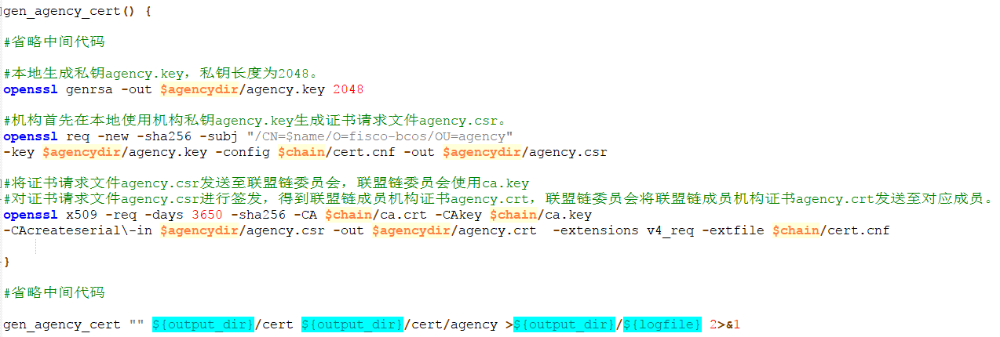 gen_agency_cert() {
#省略中间代码
#本地生成私钥agency.key，私钥长度为2048。
openssl genrsa -out $agencydir/agency.key 2048
#机构首先在本地使用机构私钥agency.key生成证书请求文件agency.csr。
openssl req -new -sha256 -subj "/CN=$name/O=fisco-bcos/OU=agency"
-key $agencydir/agency.key -config $chain/cert.cnf -out $agencydir/agency.csr
#将证书请求文件agency.csr发送至联盟链委员会，联盟链委员会使用ca.key
#对证书请求文件agency.csr进行签发，得到联盟链成员机构证书agency.crt，联盟链委员会将联盟链成员机构证书agency.crt发送至对应成员。
openssl x509 -req -days 3650 -sha256 -CA $chain/ca.crt -CAkey $chain/ca.key
-CAcreateserial\-in $agencydir/agency.csr -out $agencydir/agency.crt  -extensions v4_req -extfile $chain/cert.cnf
}
#省略中间代码
gen_agency_cert "" ${output_dir}/cert ${output_dir}/cert/agency >${output_dir}/${logfile} 2>&1